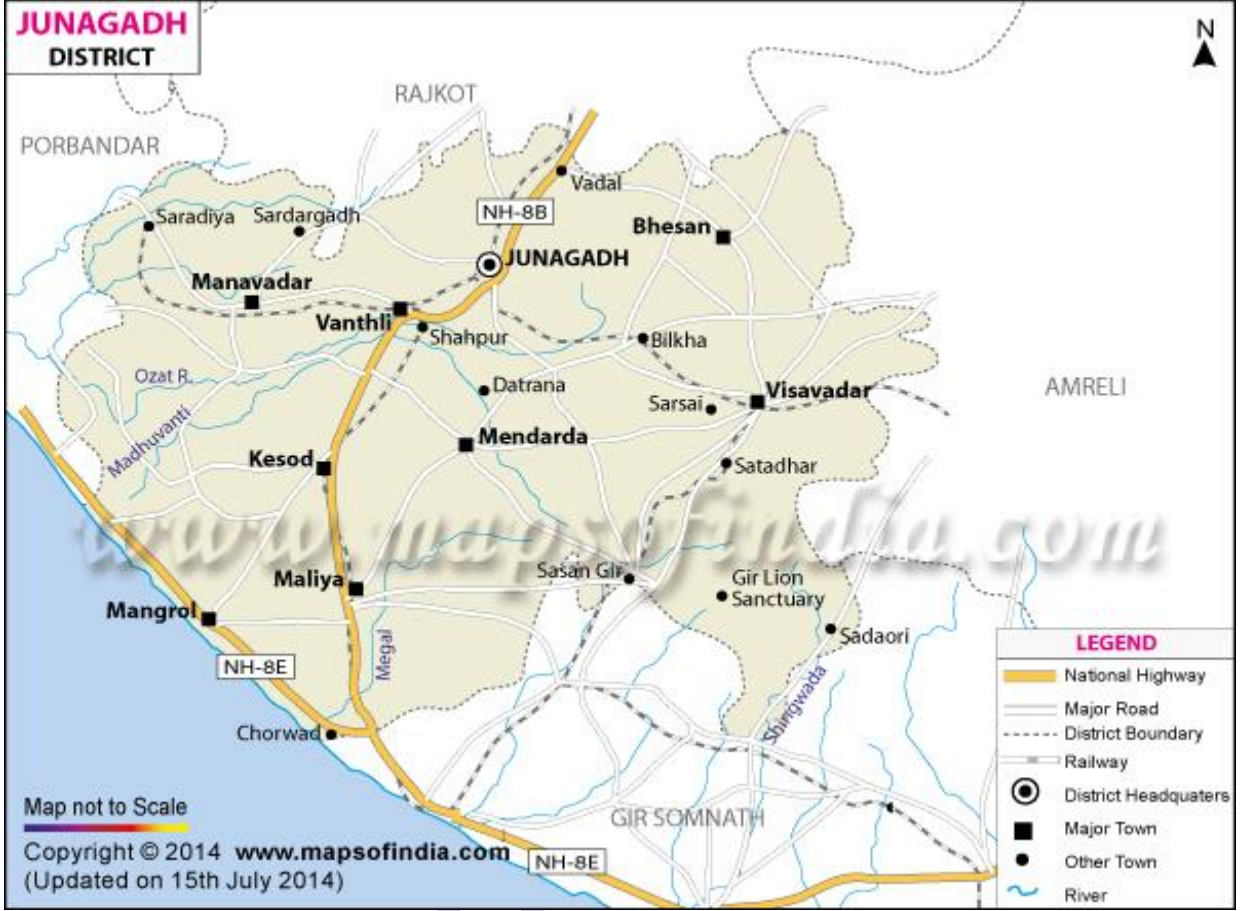 JUNAGADH
DISTRICT
N
RAJKOT
PORBANDAR
Vadal
Saradiya
Sardargadh
NH-8B
Bhesan
JUNAGADH
Manavadar
Vanthli
Shahpur
Bilkha
Ozat R.
Datrana
Visavadar
AMRELI
Sarsai
Madhuvanti
Mendarda
Kesod
Satadhar
www.mapsofindia.com
Sasan Gir
Gir Lion
Sanctuary
Maliya
Mangrol
Sadaori
Megal
NH-8E
Shingwada
Chorwad
GIR SOMNATH
NH-8E
LEGEND
National Highway
Major Road
District Boundary
Railway
District Headquaters
Major Town
Other Town
River
Map not to Scale
Copyright © 2014 www.mapsofindia.com
(Updated on 15th July 2014)